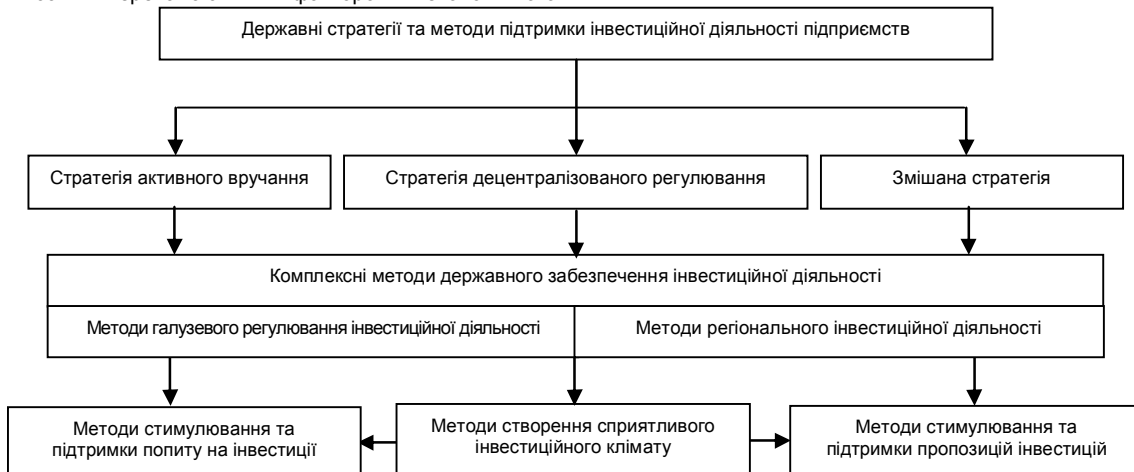 Державні стратегії та методи підтримки інвестиційної діяльності підприємств
Стратегія активного вручання
Стратегія децентралізованого регулювання
Змішана стратегія
Комплексні методи державного забезпечення інвестиційної діяльності
Методи галузевого регулювання інвестиційної діяльності
Методи регіонального інвестиційної діяльності
Методи стимулювання та
підтримки попиту на інвестиції
Методи створення сприятливого
інвестиційного клімату
Методи стимулювання та
підтримки пропозицій інвестицій